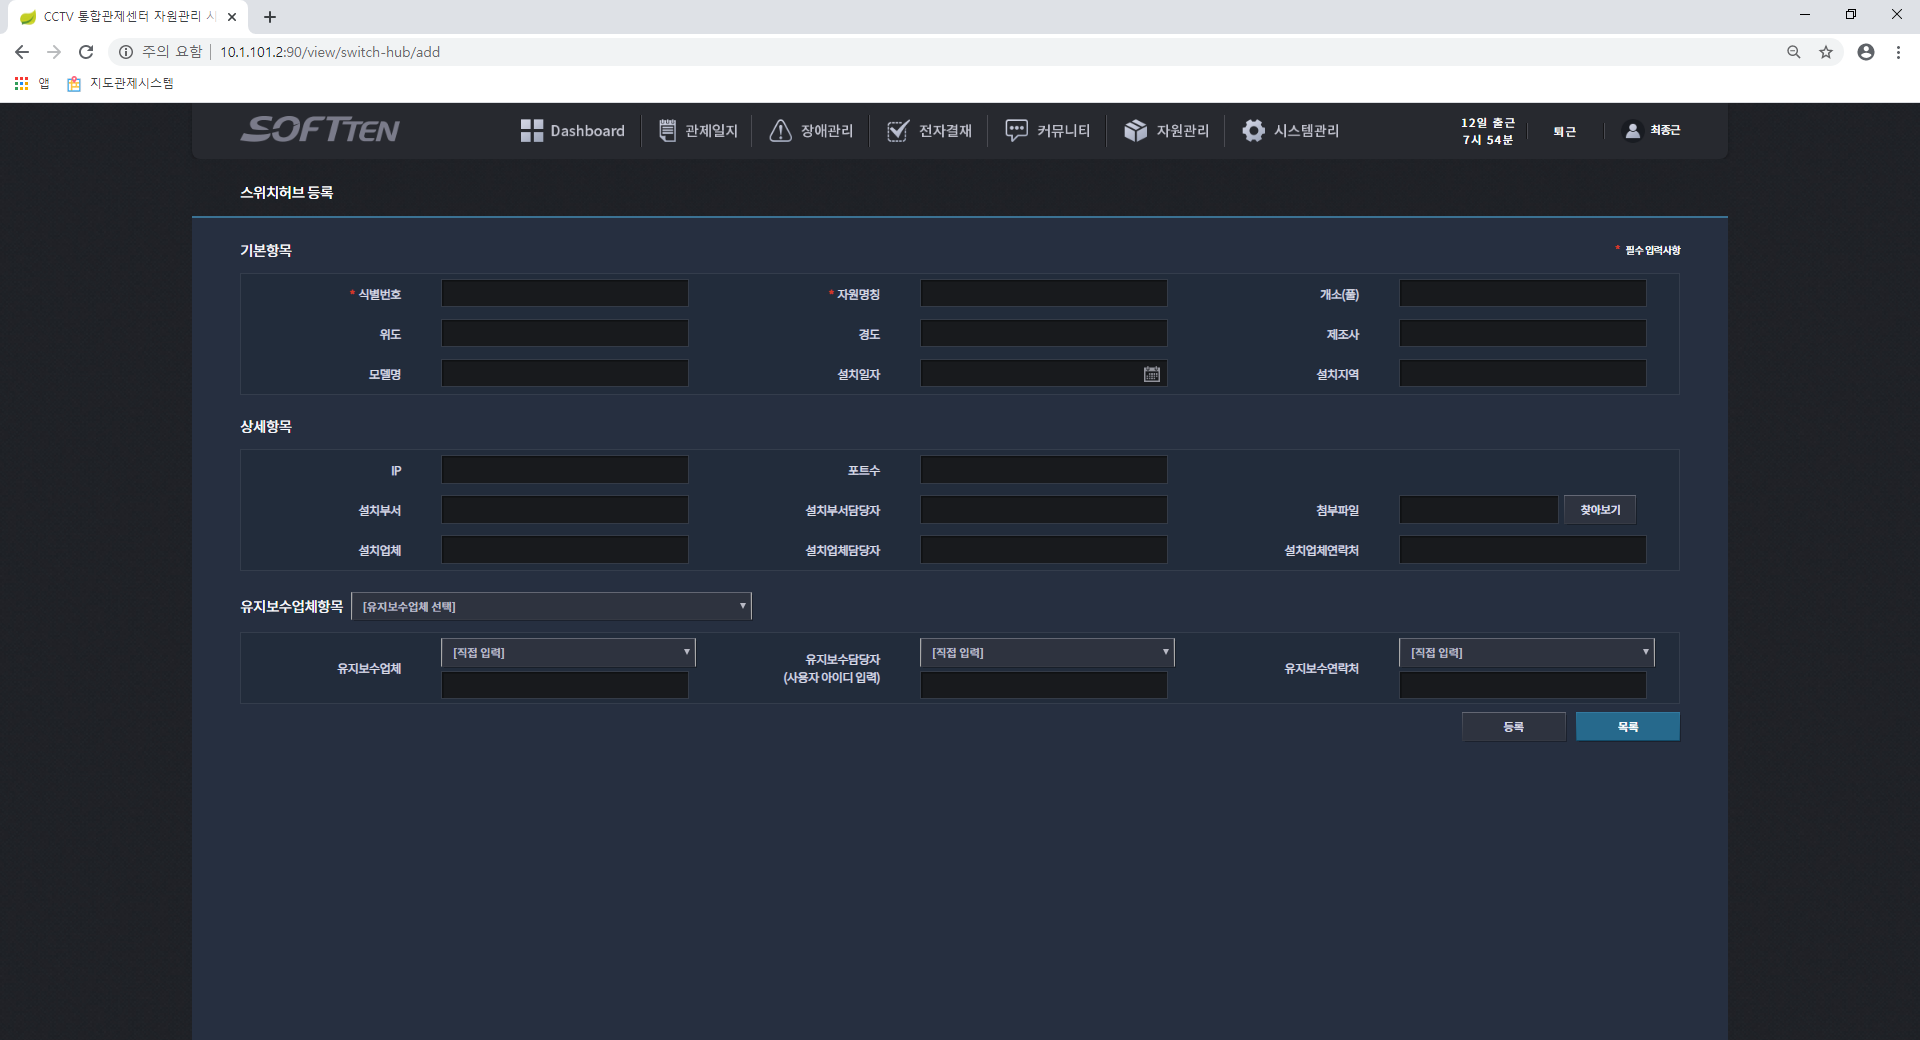 CCTV 통합관제센터 자원관리 시
주의 요함 10.1.101.2:90/view/switch-hub/add
앱 지도관제시스템
SOFTTEN Dashboard 관제일지 장애관리 전자결재 커뮤니티 자원관리 시스템관리 12일 출근 7시 54분 퇴근 최종근
스위치허브 등록
기본항목 * 필수 입력사항
* 식별번호 * 자원명칭 개소(폴)
위도 경도 제조사
모델명 설치일자 설치지역
상세항목
IP 포트수
설치부서 설치부서담당자 첨부파일 찾아보기
설치업체 설치업체담당자 설치업체연락처
유지보수업체항목 [유지보수업체 선택]
유지보수업체 [직접 입력] 유지보수담당자 (사용자 아이디 입력) [직접 입력] 유지보수연락처 [직접 입력]
등록 목록